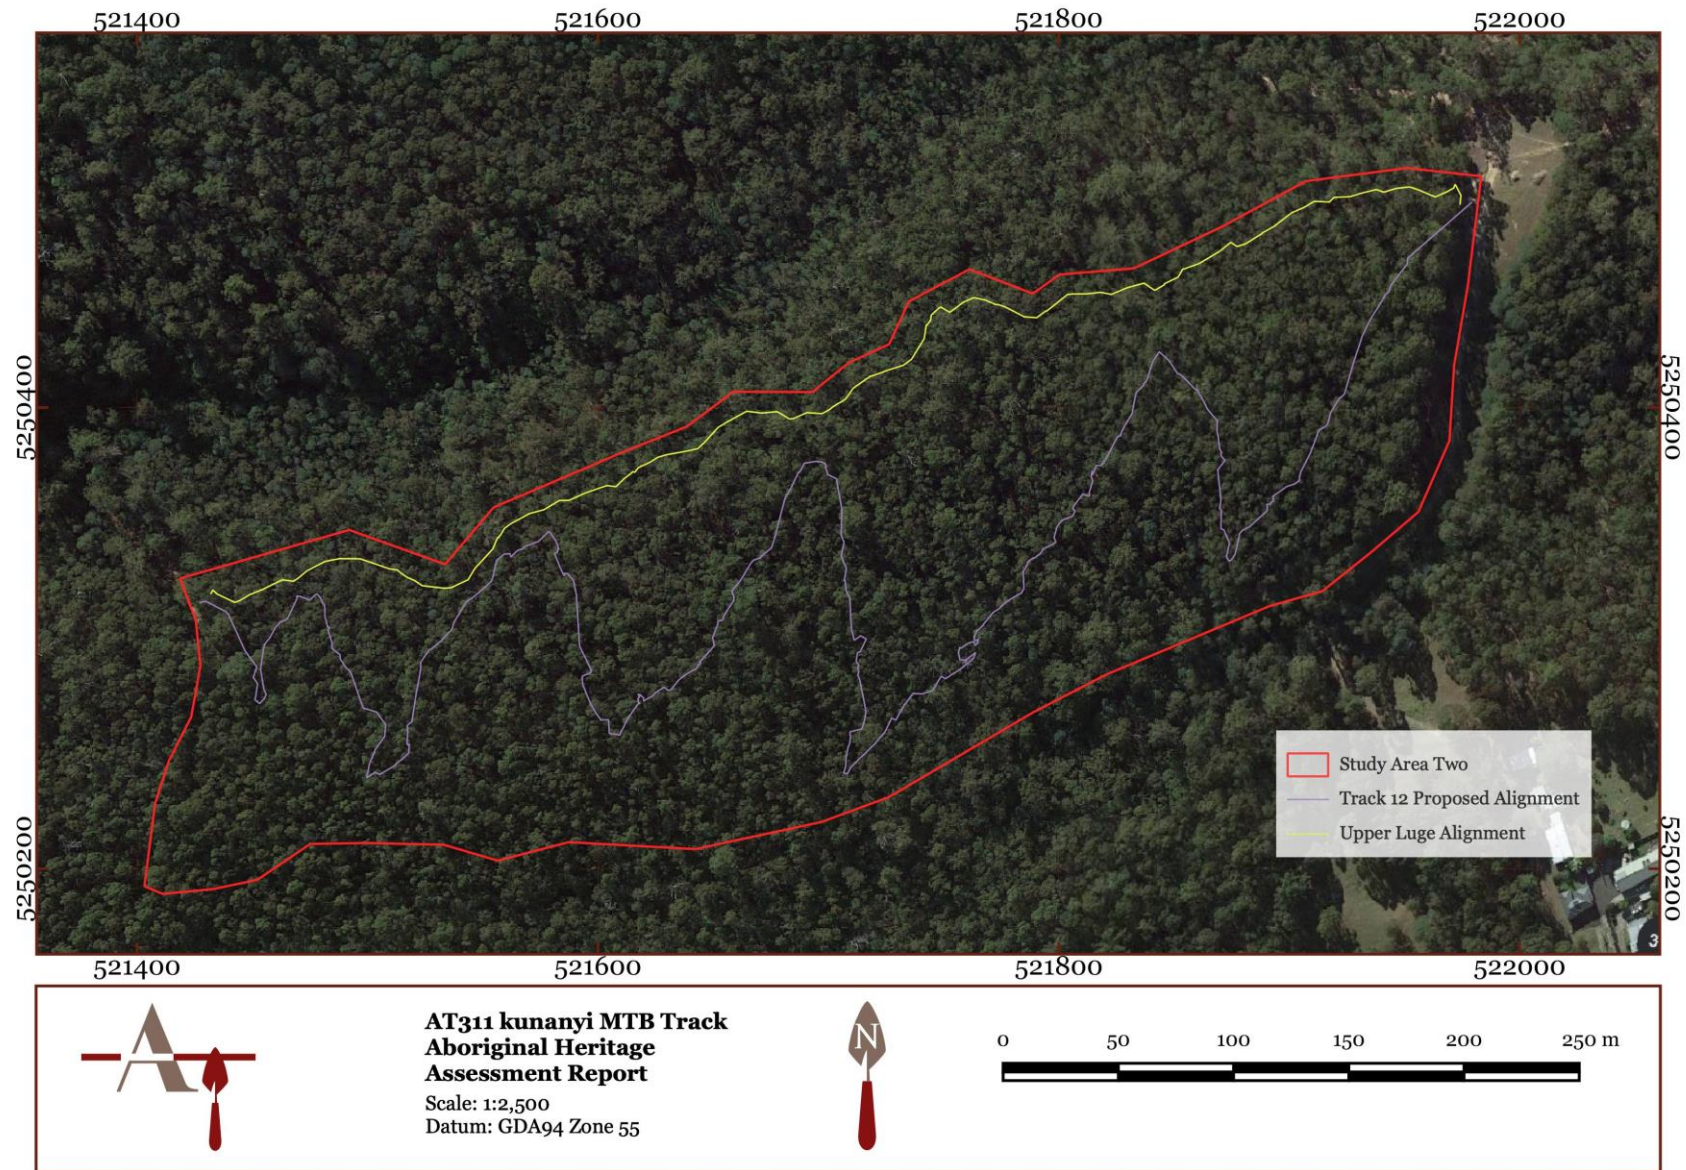 521400 521600 521800 522000
5250400 5250400
Study Area Two
Track 12 Proposed Alignment
Upper Luge Alignment
5250200 5250200
3
521400 521600 521800 522000
A
AT311 kunanyi MTB Track
Aboriginal Heritage
Assessment Report
Scale: 1:2,500
Datum: GDA94 Zone 55
N
0 50 100 150 200 250 m